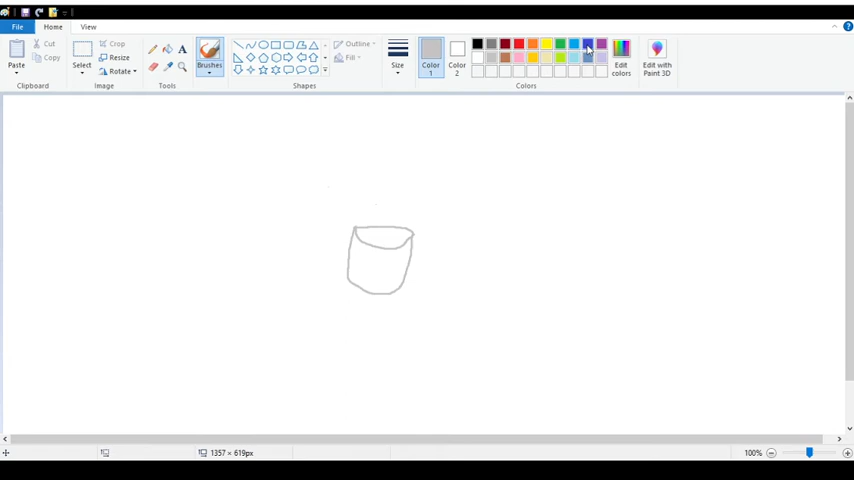 File Home View
Paste Cut Copy Clipboard
Select Crop Resize Rotate Image
Tools
Brushes
Outline Fill Shapes
Size
Color 1 Color 2 Edit colors Colors
Edit with Paint 3D
1357 × 619px 100%